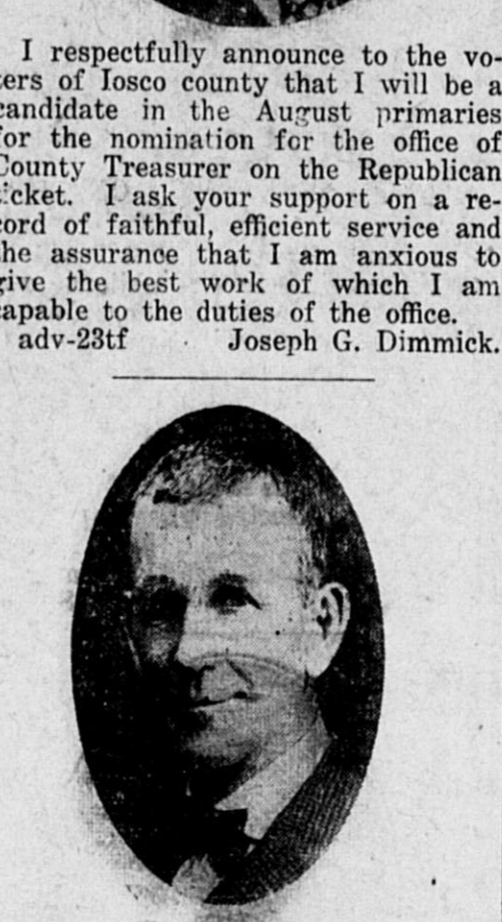 I respectfully announce to the vo-
ters of Iosco county that I will be a
candidate in the August primaries
for the nomination for the office of
County Treasurer on the Republican
ticket. I ask your support on a re-
cord of faithful, efficient service and
the assurance that I am anxious to
give the best work of which I am
capable to the duties of the office.
adv-23tf Joseph G. Dimmick.